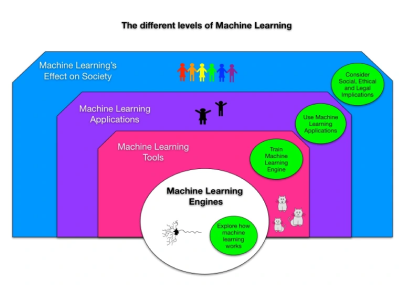 The different levels of Machine Learning
Machine Learning's
Effect on Society
Consider
Social, Ethical
and Legal
Implications
Machine Learning
Applications
Use Machine
Learning
Applications
Machine Learning
Tools
Train
Machine
Learning
Engine
Machine Learning
Engines
Explore how
machine
learning
works